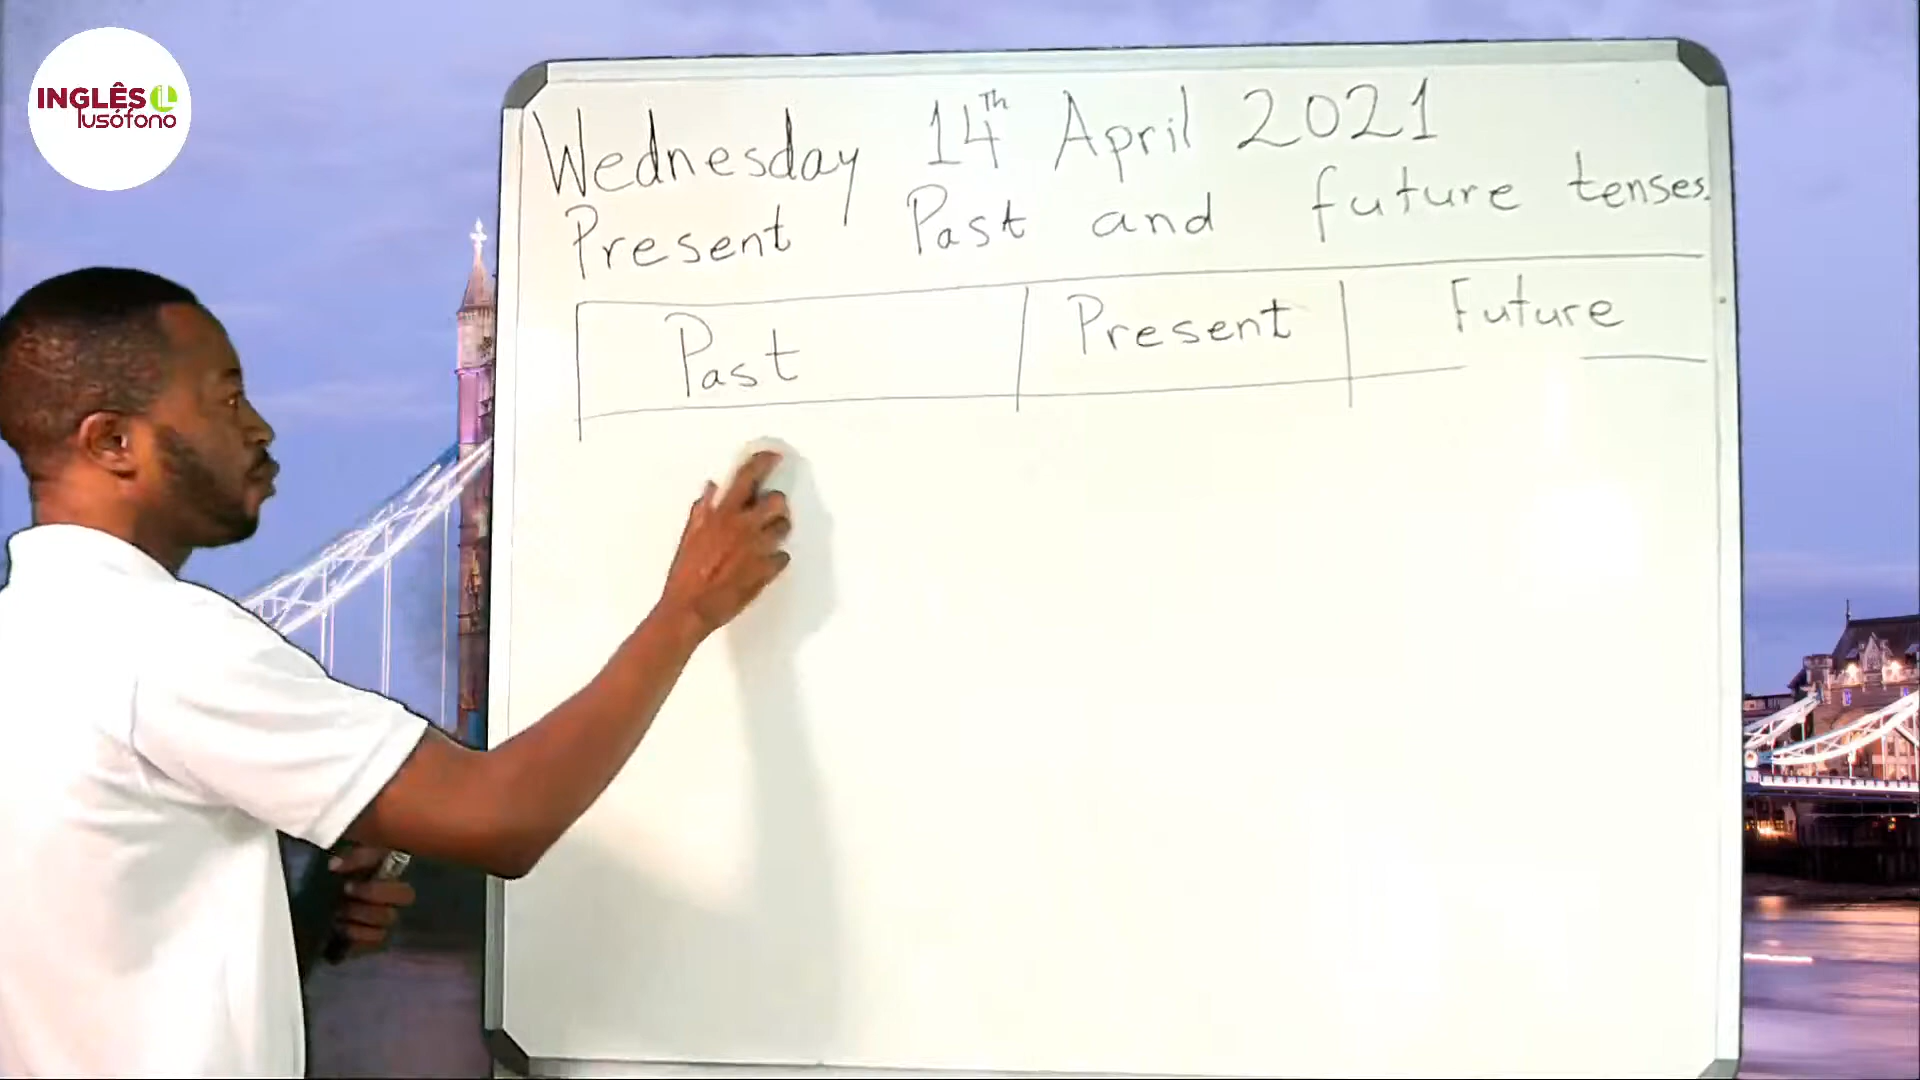 INGLÊS
lusófono
Wednesday 14Th April 2021
Present Past and future tenses.
Past Present Future